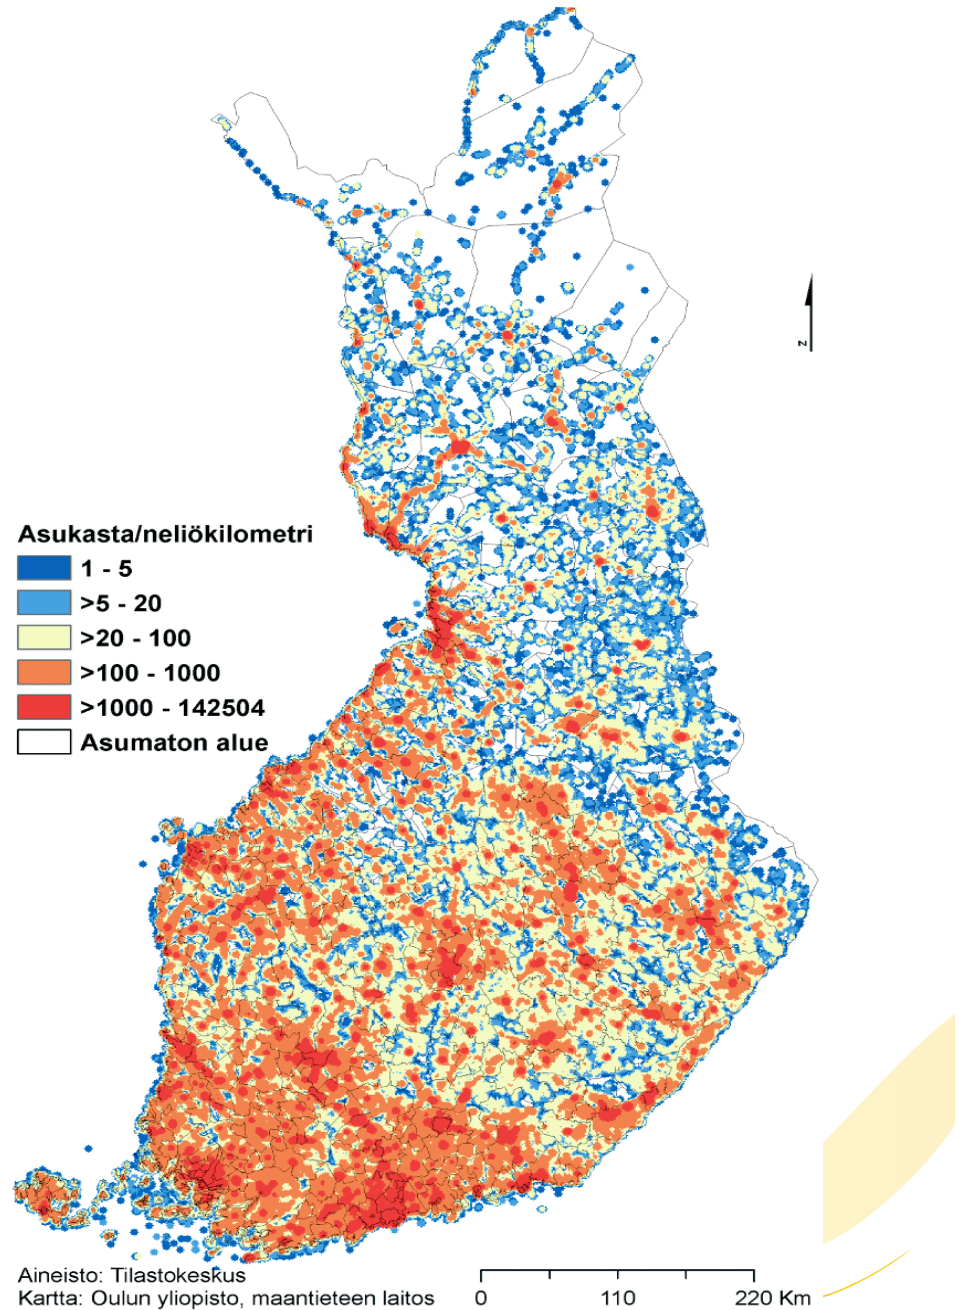 N
Asukasta/neliökilometri
1 - 5
>5 - 20
>20 - 100
>100 - 1000
>1000 - 142504
Asumaton alue
Aineisto: Tilastokeskus
Kartta: Oulun yliopisto, maantieteen laitos
0 110 220 Km